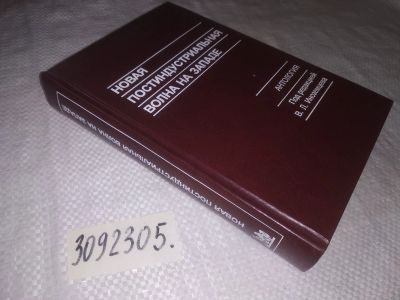 НОВАЯ
ПОСТИНДУСТРИАЛЬНАЯ
ВОЛНА НА ЗАПАДЕ
АНТОЛОГИЯ
Под редакцией
В. Л. Иноземцева
НОВАЯ ПОСТИНДУСТРИАЛЬНАЯ ВОЛНА НА ЗАПАДЕ
3092305.